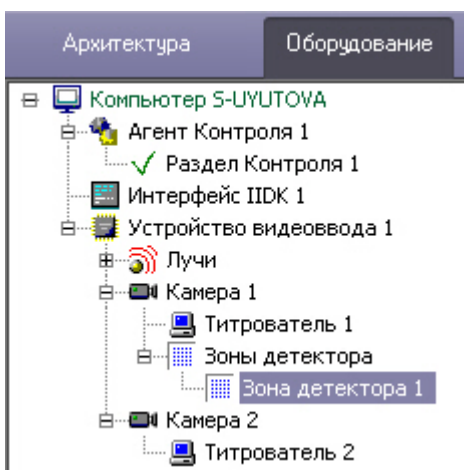 Архитектура Оборудование
Компьютер S-UYUTOVA
Агент Контроля 1
Раздел Контроля 1
Интерфейс IIDK 1
Устройство видеоввода 1
Лучи
Камера 1
Титрователь 1
Зоны детектора
Зона детектора 1
Камера 2
Титрователь 2